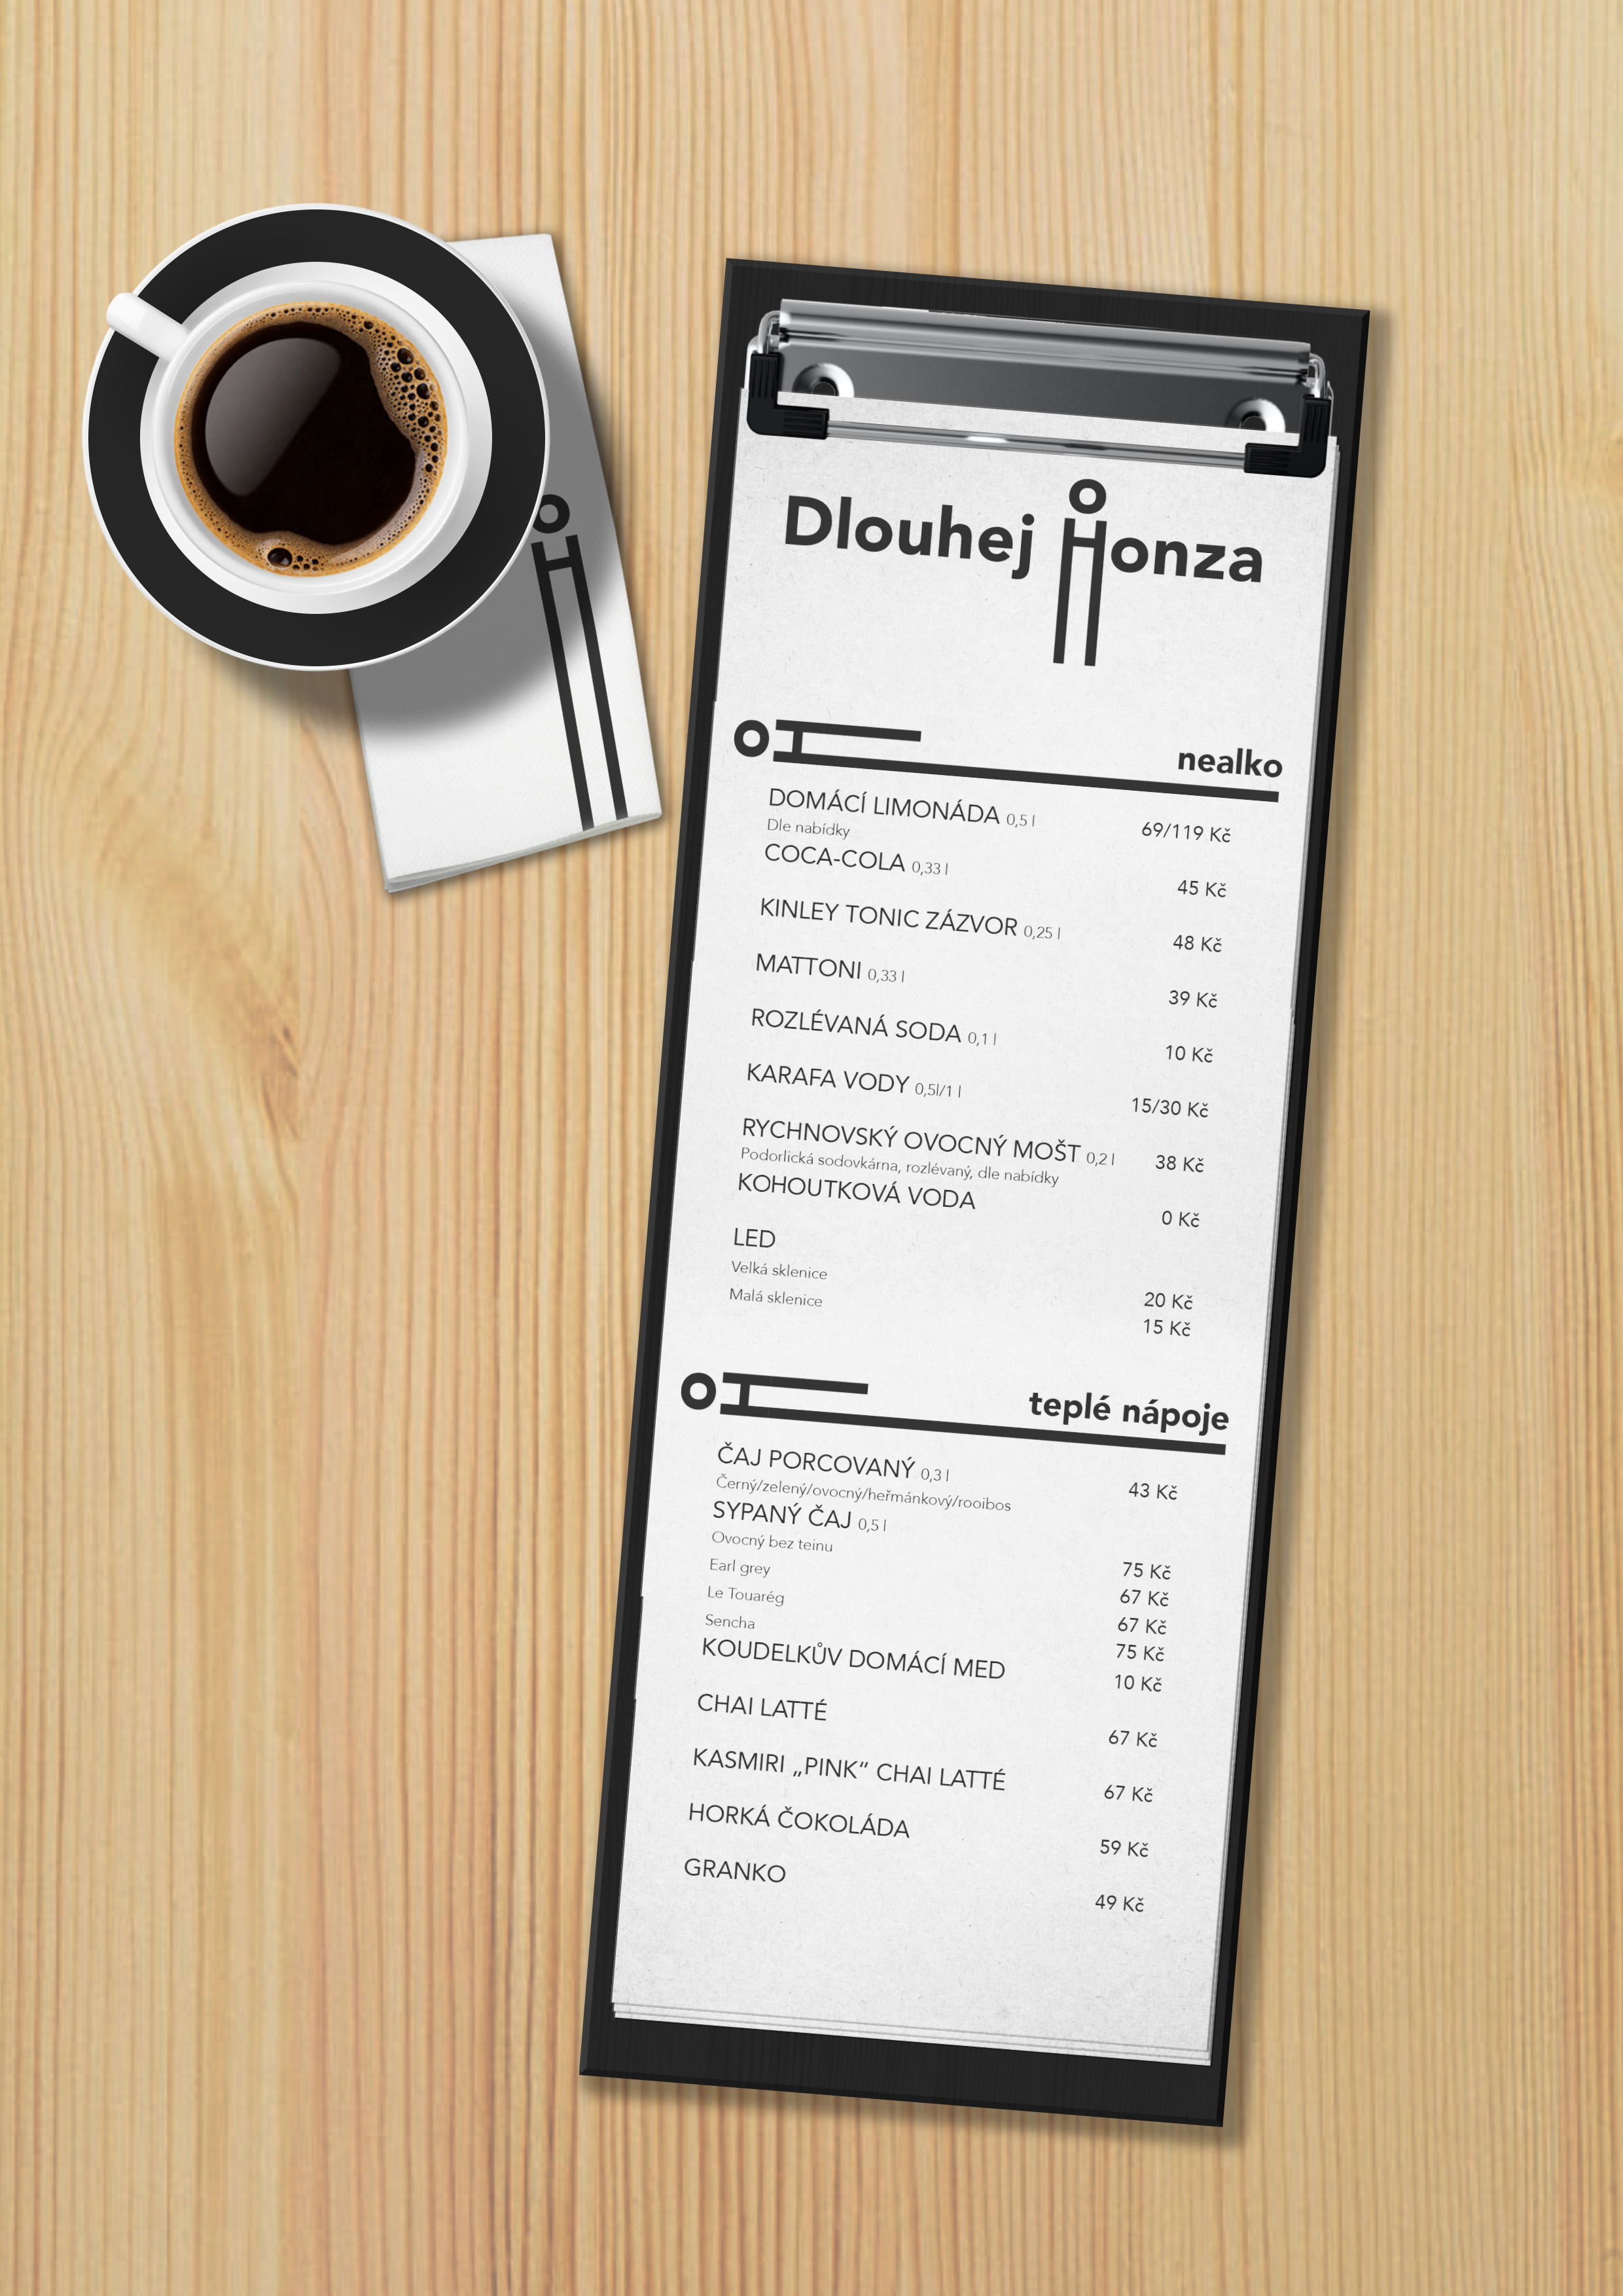 Dlouhej Honza
nealko
DOMÁCÍ LIMONÁDA 0,5 l 69/119 Kč
Dle nabídky
COCA-COLA 0,33 l 45 Kč
KINLEY TONIC ZÁZVOR 0,25 l 48 Kč
MATTONI 0,33 l 39 Kč
ROZLÉVANÁ SODA 0,1 l 10 Kč
KARAFA VODY 0,5l/1 l 15/30 Kč
RYCHNOVSKÝ OVOCNÝ MOŠT 0,2 l 38 Kč
Podorlická sodovkárna, rozlévaný, dle nabídky
KOHOUTKOVÁ VODA 0 Kč
LED
Velká sklenice 20 Kč
Malá sklenice 15 Kč
teplé nápoje
ČAJ PORCOVANÝ 0,3 l 43 Kč
Černý/zelený/ovocný/heřmánkový/rooibos
SYPANÝ ČAJ 0,5 l
Ovocný bez teinu 75 Kč
Earl grey 67 Kč
Le Touarég 67 Kč
Sencha 75 Kč
KOUDELKŮV DOMÁCÍ MED 10 Kč
CHAI LATTÉ 67 Kč
KASMIRI „PINK“ CHAI LATTÉ 67 Kč
HORKÁ ČOKOLÁDA 59 Kč
GRANKO 49 Kč